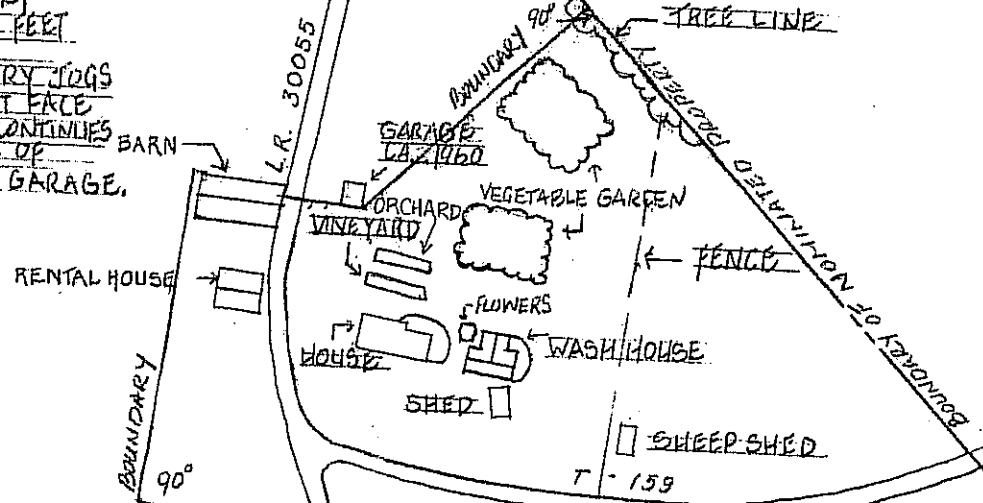 FEET
RY JOGS
T FACE
CONTINUES
OF
GARAGE.
BARN
L.R. 30055
BOUNDARY 90°
TREE LINE
GARAGE
CA. 1960
VEGETABLE GARDEN
ORCHARD
VINEYARD
BOUNDARY OF NOMINATED PROPERTY
FENCE
RENTAL HOUSE
FLOWERS
HOUSE
WASH HOUSE
SHED
SHEEP SHED
BOUNDARY
90°
T-159